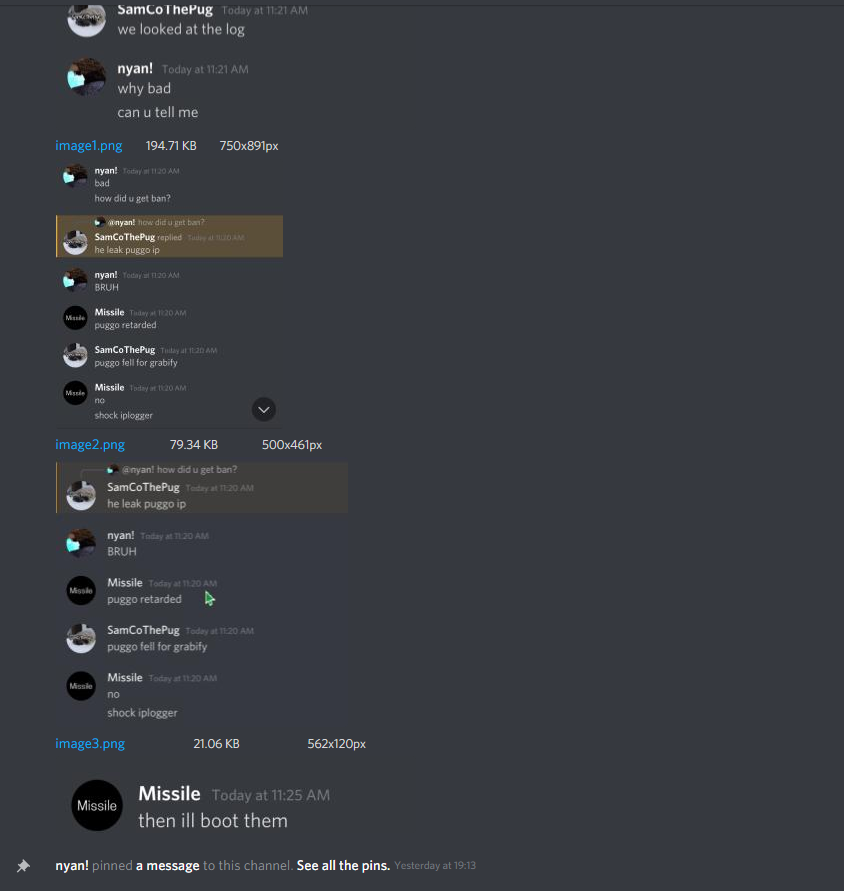 SamCoThePug Today at 11:21 AM
we looked at the log
nyan! Today at 11:21 AM
why bad
can u tell me
image1.png 194.71 KB 750x891px
nyan! Today at 11:20 AM
bad
how did u get ban?
@nyan! how did u get ban?
SamCoThePug replied Today at 11:20 AM
he leak puggo ip
nyan! Today at 11:20 AM
BRUH
Missile Missile Today at 11:20 AM
puggo retarded
SamCoThePug Today at 11:20 AM
puggo fell for grabify
Missile Missile Today at 11:20 AM
no
shock iplogger
image2.png 79.34 KB 500x461px
@nyan! how did u get ban?
SamCoThePug Today at 11:20 AM
he leak puggo ip
nyan! Today at 11:20 AM
BRUH
Missile Missile Today at 11:20 AM
puggo retarded
SamCoThePug Today at 11:20 AM
puggo fell for grabify
Missile Missile Today at 11:20 AM
no
shock iplogger
image3.png 21.06 KB 562x120px
Missile Missile Today at 11:25 AM
then ill boot them
nyan! pinned a message to this channel. See all the pins. Yesterday at 19:13